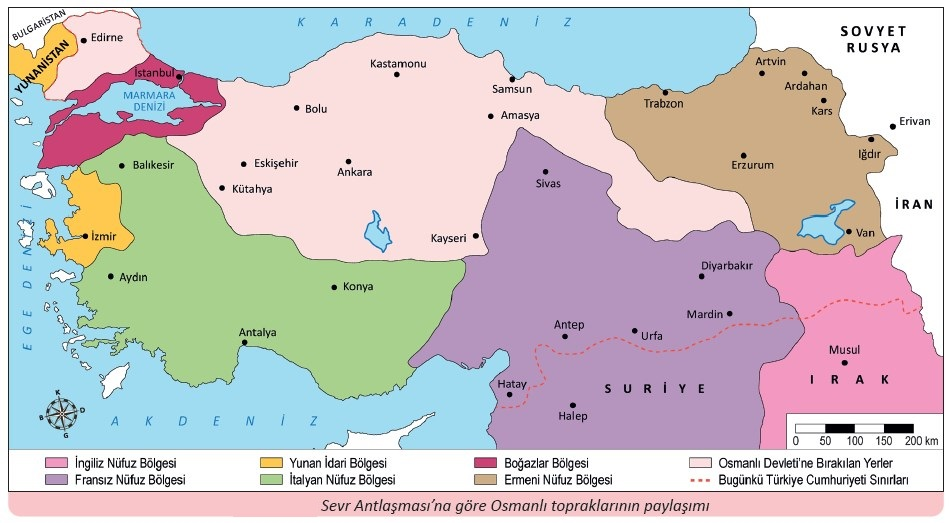 BULGARİSTAN
YUNANİSTAN
Edirne
K A R A D E N İ Z
SOVYET
RUSYA
İstanbul
MARMARA
DENİZİ
Kastamonu
Samsun
Bolu
Amasya
Trabzon
Artvin
Ardahan
Kars
Erivan
Iğdır
Balıkesir
Eskişehir
Ankara
Kütahya
Sivas
Erzurum
İRAN
İzmir
Kayseri
Van
E G E D E N İ Z İ
Aydın
Konya
Diyarbakır
Mardin
Antalya
Antep
Urfa
Musul
Hatay
S U R İ Y E
I R A K
Halep
K
B
D
G
A K D E N İ Z
0 50 100 150 200 km
İngiliz Nüfuz Bölgesi
Yunan İdari Bölgesi
Boğazlar Bölgesi
Osmanlı Devleti'ne Bırakılan Yerler
Fransız Nüfuz Bölgesi
İtalyan Nüfuz Bölgesi
Ermeni Nüfuz Bölgesi
Bugünkü Türkiye Cumhuriyeti Sınırları
Sevr Antlaşması'na göre Osmanlı topraklarının paylaşımı